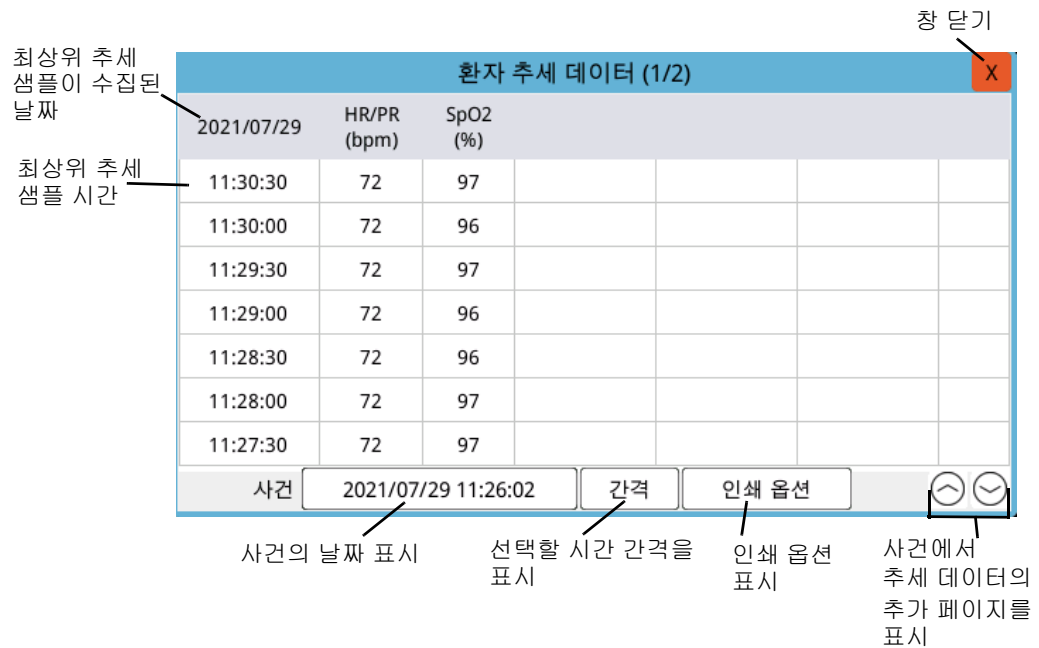 창 닫기
최상위 추세
샘플이 수집된
날짜
환자 추세 데이터 (1/2)
X
2021/07/29
HR/PR
(bpm)
SpO2
(%)
최상위 추세
샘플 시간
11:30:30 72 97
11:30:00 72 96
11:29:30 72 97
11:29:00 72 96
11:28:30 72 96
11:28:00 72 97
11:27:30 72 97
사건 2021/07/29 11:26:02 간격 인쇄 옵션
사건의 날짜 표시
선택할 시간 간격을
표시
인쇄 옵션
표시
사건에서
추세 데이터의
추가 페이지를
표시